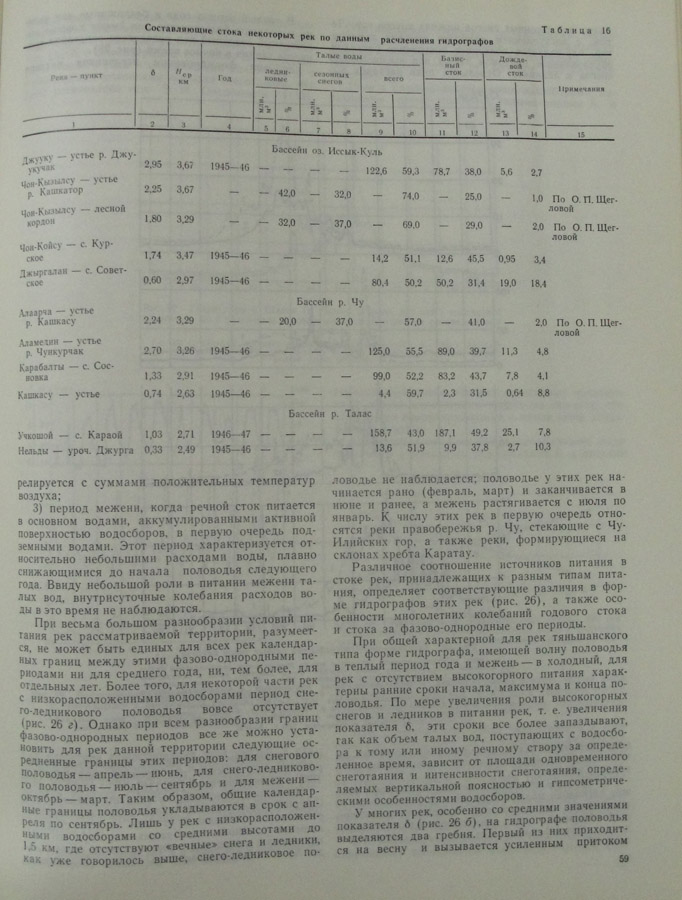 Таблица 16
Составляющие стока некоторых рек по данным расчленения гидрографов
Река — пункт δ Hср км Год Талые воды Базисный сток Дождевой сток Примечания
ледниковые сезонных снегов всего
млн. м³ % млн. м³ % млн. м³ % млн. м³ % млн. м³ %
1 2 3 4 5 6 7 8 9 10 11 12 13 14 15
Бассейн оз. Иссык-Куль
Джууку — устье р. Джу-
укучак 2,95 3,67 1945—46 — — — — 122,6 59,3 78,7 38,0 5,6 2,7
Чон-Кызылсу — устье
р. Кашкатор 2,25 3,67 — — 42,0 — 32,0 — 74,0 — 25,0 — 1,0 По О. П. Щег-
ловой
Чон-Кызылсу — лесной
кордон 1,80 3,29 — — 32,0 — 37,0 — 69,0 — 29,0 — 2,0 По О. П. Щег-
ловой
Чон-Койсу — с. Кур-
ское 1,74 3,47 1945—46 — — — — 14,2 51,1 12,6 45,5 0,95 3,4
Джыргалан — с. Совет-
ское 0,60 2,97 1945—46 — — — — 80,4 50,2 50,2 31,4 19,0 18,4
Бассейн р. Чу
Алаарча — устье
р. Кашкасу 2,24 3,29 — — 20,0 — 37,0 — 57,0 — 41,0 — 2,0 По О. П. Щег-
ловой
Аламедин — устье
р. Чункурчак 2,70 3,26 1945—46 — — — — 125,0 55,5 89,0 39,7 11,3 4,8
Карабалты — с. Сос-
новка 1,33 2,91 1945—46 — — — — 99,0 52,2 83,2 43,7 7,8 4,1
Кашкасу — устье 0,74 2,63 1945—46 — — — — 4,4 59,7 2,3 31,5 0,64 8,8
Бассейн р. Талас
Учкошой — с. Караой 1,03 2,71 1946—47 — — — — 158,7 43,0 187,1 49,2 25,1 7,8
Нельды — уроч. Джурга 0,33 2,49 1945—46 — — — — 13,6 51,9 9,9 37,8 2,7 10,3
релируется с суммами положительных температур
воздуха;
3) период межени, когда речной сток питается
в основном водами, аккумулированными активной
поверхностью водосборов, в первую очередь под-
земными водами. Этот период характеризуется от-
носительно небольшими расходами воды, плавно
снижающимися до начала половодья следующего
года. Ввиду небольшой роли в питании межени та-
лых вод, внутрисуточные колебания расходов во-
ды в это время не наблюдаются.
При весьма большом разнообразии условий пи-
тания рек рассматриваемой территории, разумеет-
ся, не может быть единых для всех рек календар-
ных границ между этими фазово-однородными пе-
риодами ни для среднего года, ни, тем более, для
отдельных лет. Более того, для некоторой части рек
с низкорасположенными водосборами период сне-
го-ледникового половодья вовсе отсутствует
(рис. 26 г). Однако при всем разнообразии границ
фазово-однородных периодов все же можно уста-
новить для рек данной территории следующие ос-
редненные границы этих периодов: для снегового
половодья — апрель — июнь, для снего-ледниково-
го половодья — июль — сентябрь и для межени —
октябрь — март. Таким образом, общие календар-
ные границы половодья укладываются в срок с ап-
реля по сентябрь. Лишь у рек с низкорасположен-
ными водосборами со средними высотами до
1,5 км, где отсутствуют «вечные» снега и ледники,
как уже говорилось выше, снего-ледниковое по-
ловодье не наблюдается; половодье у этих рек на-
чинается рано (февраль, март) и заканчивается в
июне и ранее, а межень растягивается с июля по
январь. К числу этих рек в первую очередь отно-
сятся реки правобережья р. Чу, стекающие с Чу-
Илийских гор, а также реки, формирующиеся на
склонах хребта Каратау.
Различное соотношение источников питания в
стоке рек, принадлежащих к разным типам пита-
ния, определяет соответствующие различия в фор-
ме гидрографов этих рек (рис. 26), а также осо-
бенности многолетних колебаний годового стока
и стока за фазово-однородные его периоды.
При общей характерной для рек тяньшанского
типа форме гидрографа, имеющей волну половодья
в теплый период года и межень — в холодный, для
рек с отсутствием высокогорного питания харак-
терны ранние сроки начала, максимума и конца по-
ловодья. По мере увеличения роли высокогорных
снегов и ледников в питании рек, т. е. увеличения
показателя δ, эти сроки все более запаздывают,
так как объем талых вод, поступающих с водосбо-
ра к тому или иному речному створу за опреде-
ленное время, зависит от площади одновременного
снеготаяния и интенсивности снеготаяния, опреде-
ляемых вертикальной поясностью и гипсометриче-
скими особенностями водосборов.
У многих рек, особенно со средними значениями
показателя δ (рис. 26 б), на гидрографе половодья
выделяются два гребня. Первый из них приходит-
ся на весну и вызывается усиленным притоком
59